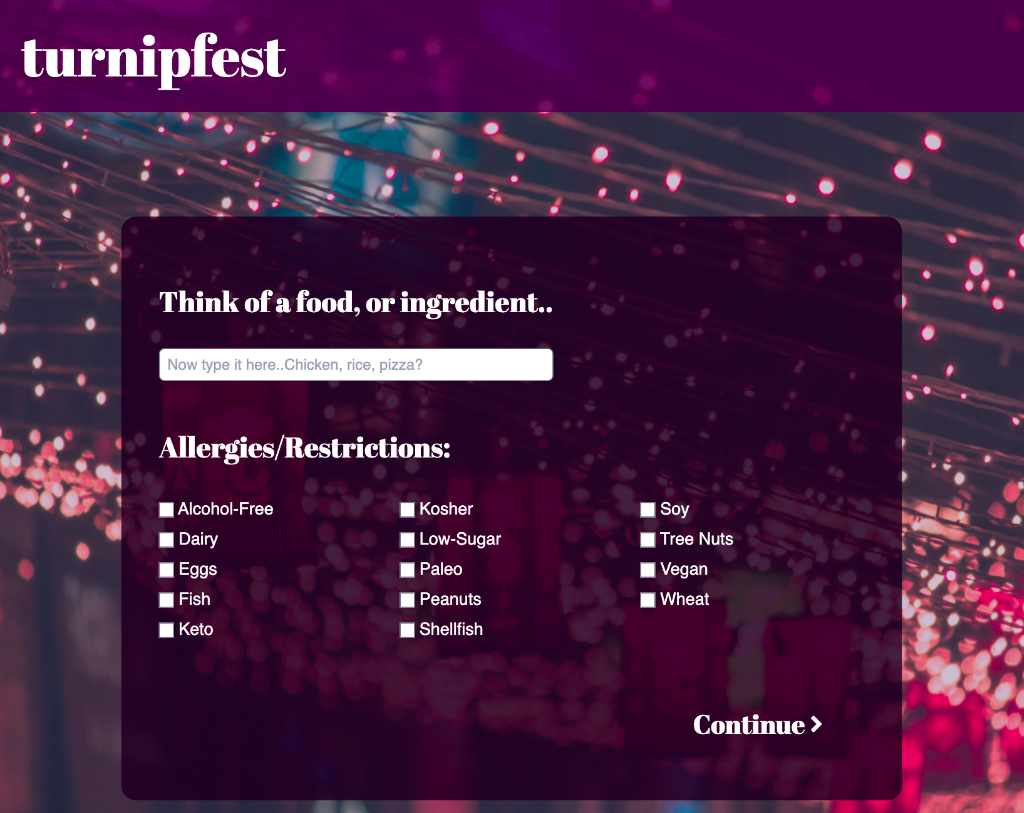 turnipfest
Think of a food, or ingredient..
Now type it here..Chicken, rice, pizza?
Allergies/Restrictions:
Alcohol-Free
Dairy
Eggs
Fish
Keto
Kosher
Low-Sugar
Paleo
Peanuts
Shellfish
Soy
Tree Nuts
Vegan
Wheat
Continue